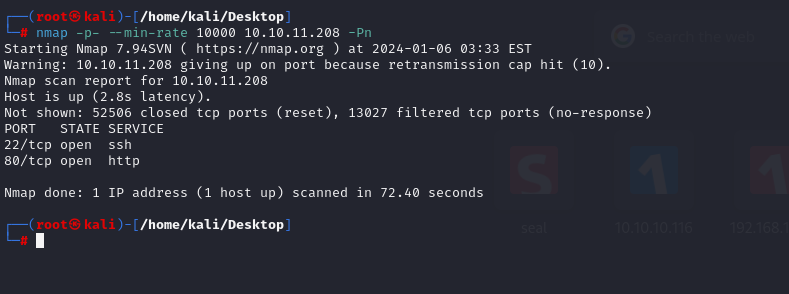 ┌──(root㉿kali)-[/home/kali/Desktop]
└─# nmap -p- --min-rate 10000 10.10.11.208 -Pn
Starting Nmap 7.94SVN ( https://nmap.org ) at 2024-01-06 03:33 EST
Warning: 10.10.11.208 giving up on port because retransmission cap hit (10).
Nmap scan report for 10.10.11.208
Host is up (2.8s latency).
Not shown: 52506 closed tcp ports (reset), 13027 filtered tcp ports (no-response)
PORT   STATE SERVICE
22/tcp open  ssh
80/tcp open  http
Nmap done: 1 IP address (1 host up) scanned in 72.40 seconds
┌──(root㉿kali)-[/home/kali/Desktop]
└─#
Search the
seal
10.10.10.116
192.168.